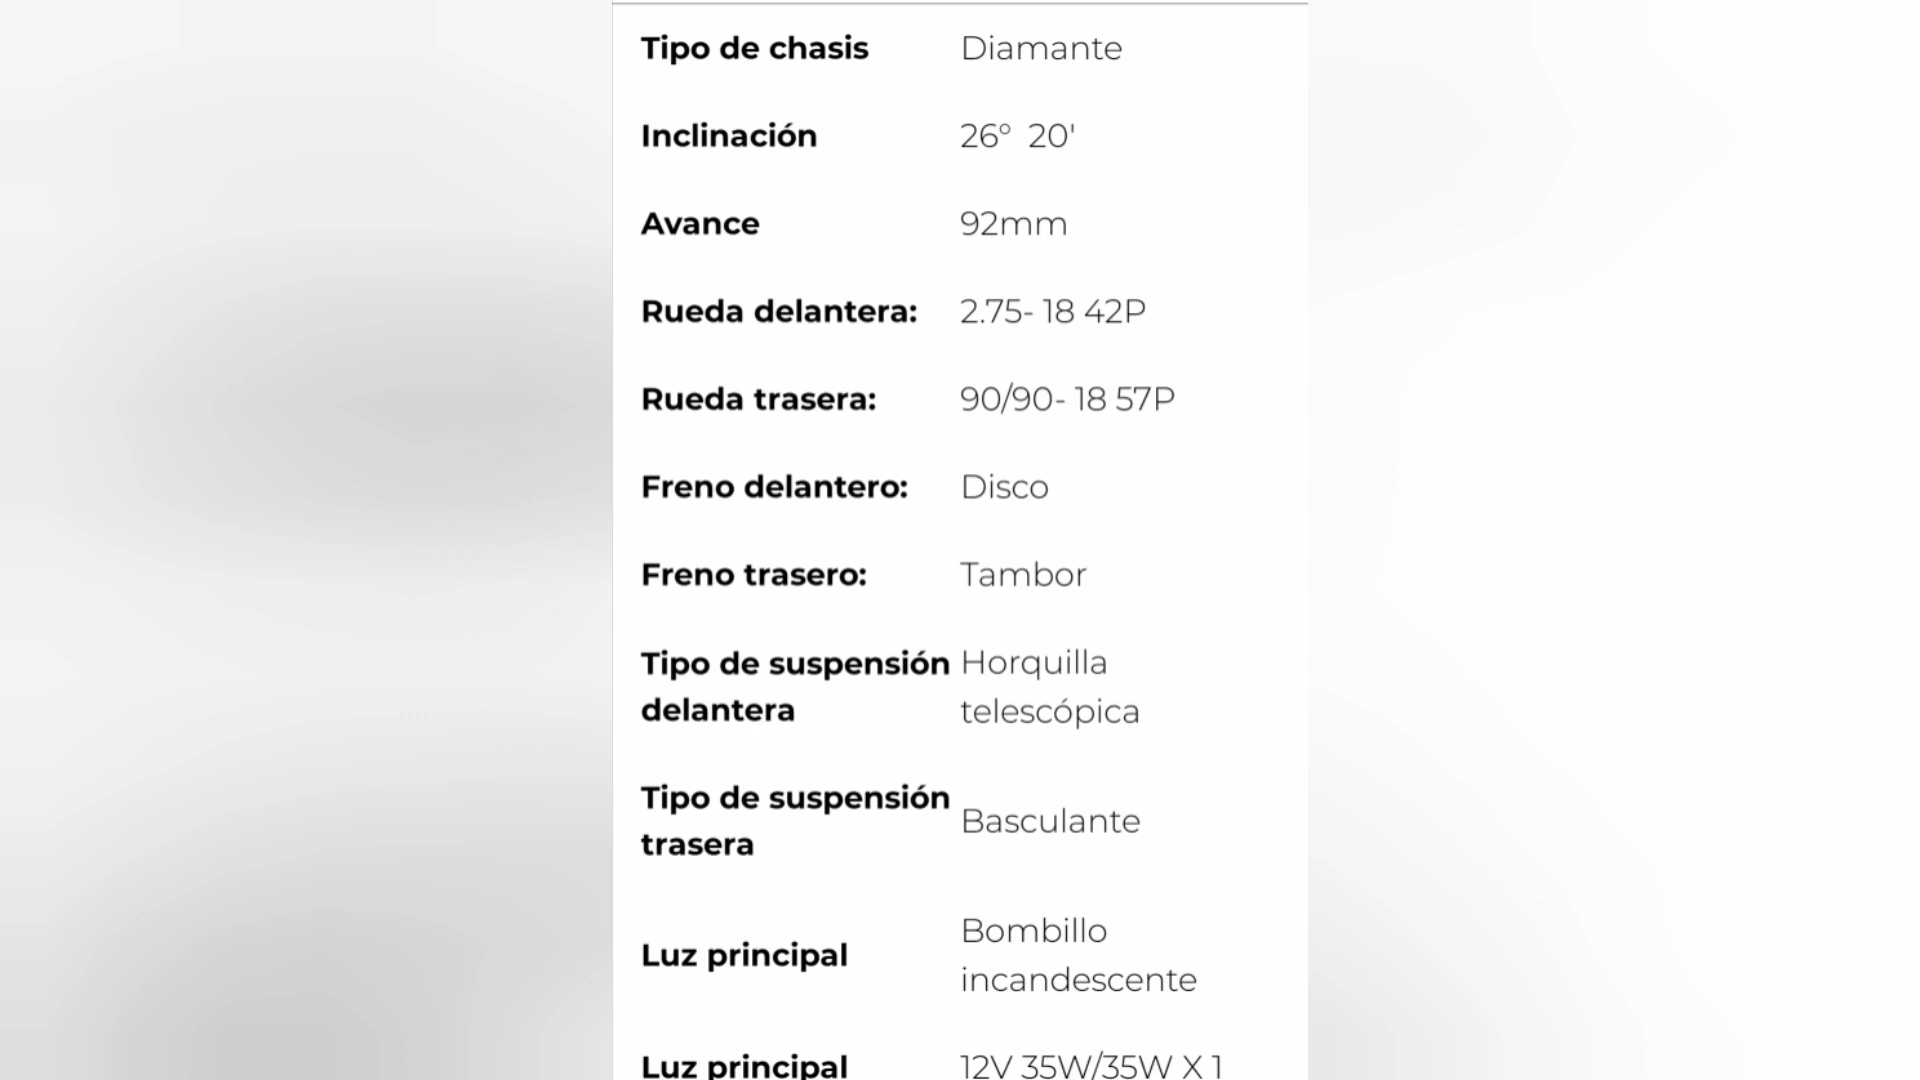 Tipo de chasis Diamante
Inclinación 26° 20'
Avance 92mm
Rueda delantera: 2.75- 18 42P
Rueda trasera: 90/90- 18 57P
Freno delantero: Disco
Freno trasero: Tambor
Tipo de suspensión delantera
Horquilla telescópica
Tipo de suspensión trasera
Basculante
Luz principal
Bombillo
incandescente
Luz principal 12V 35W/35W X 1